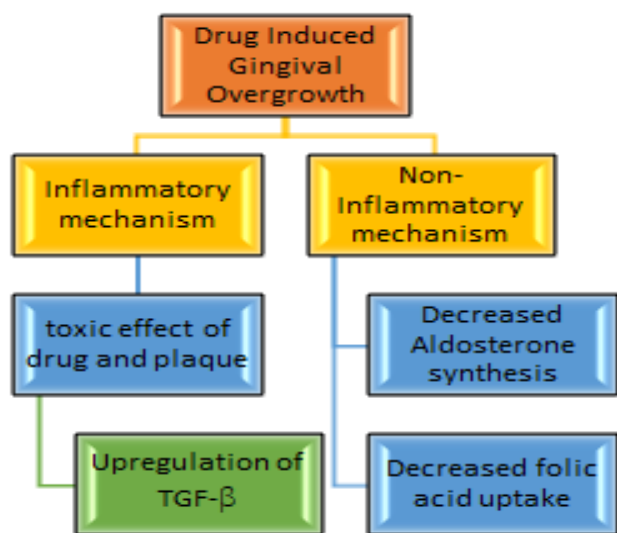 Drug Induced
Gingival
Overgrowth
Inflammatory
mechanism
Non-
Inflammatory
mechanism
toxic effect of
drug and plaque
Decreased
Aldosterone
synthesis
Upregulation of
TGF-β
Decreased folic
acid uptake